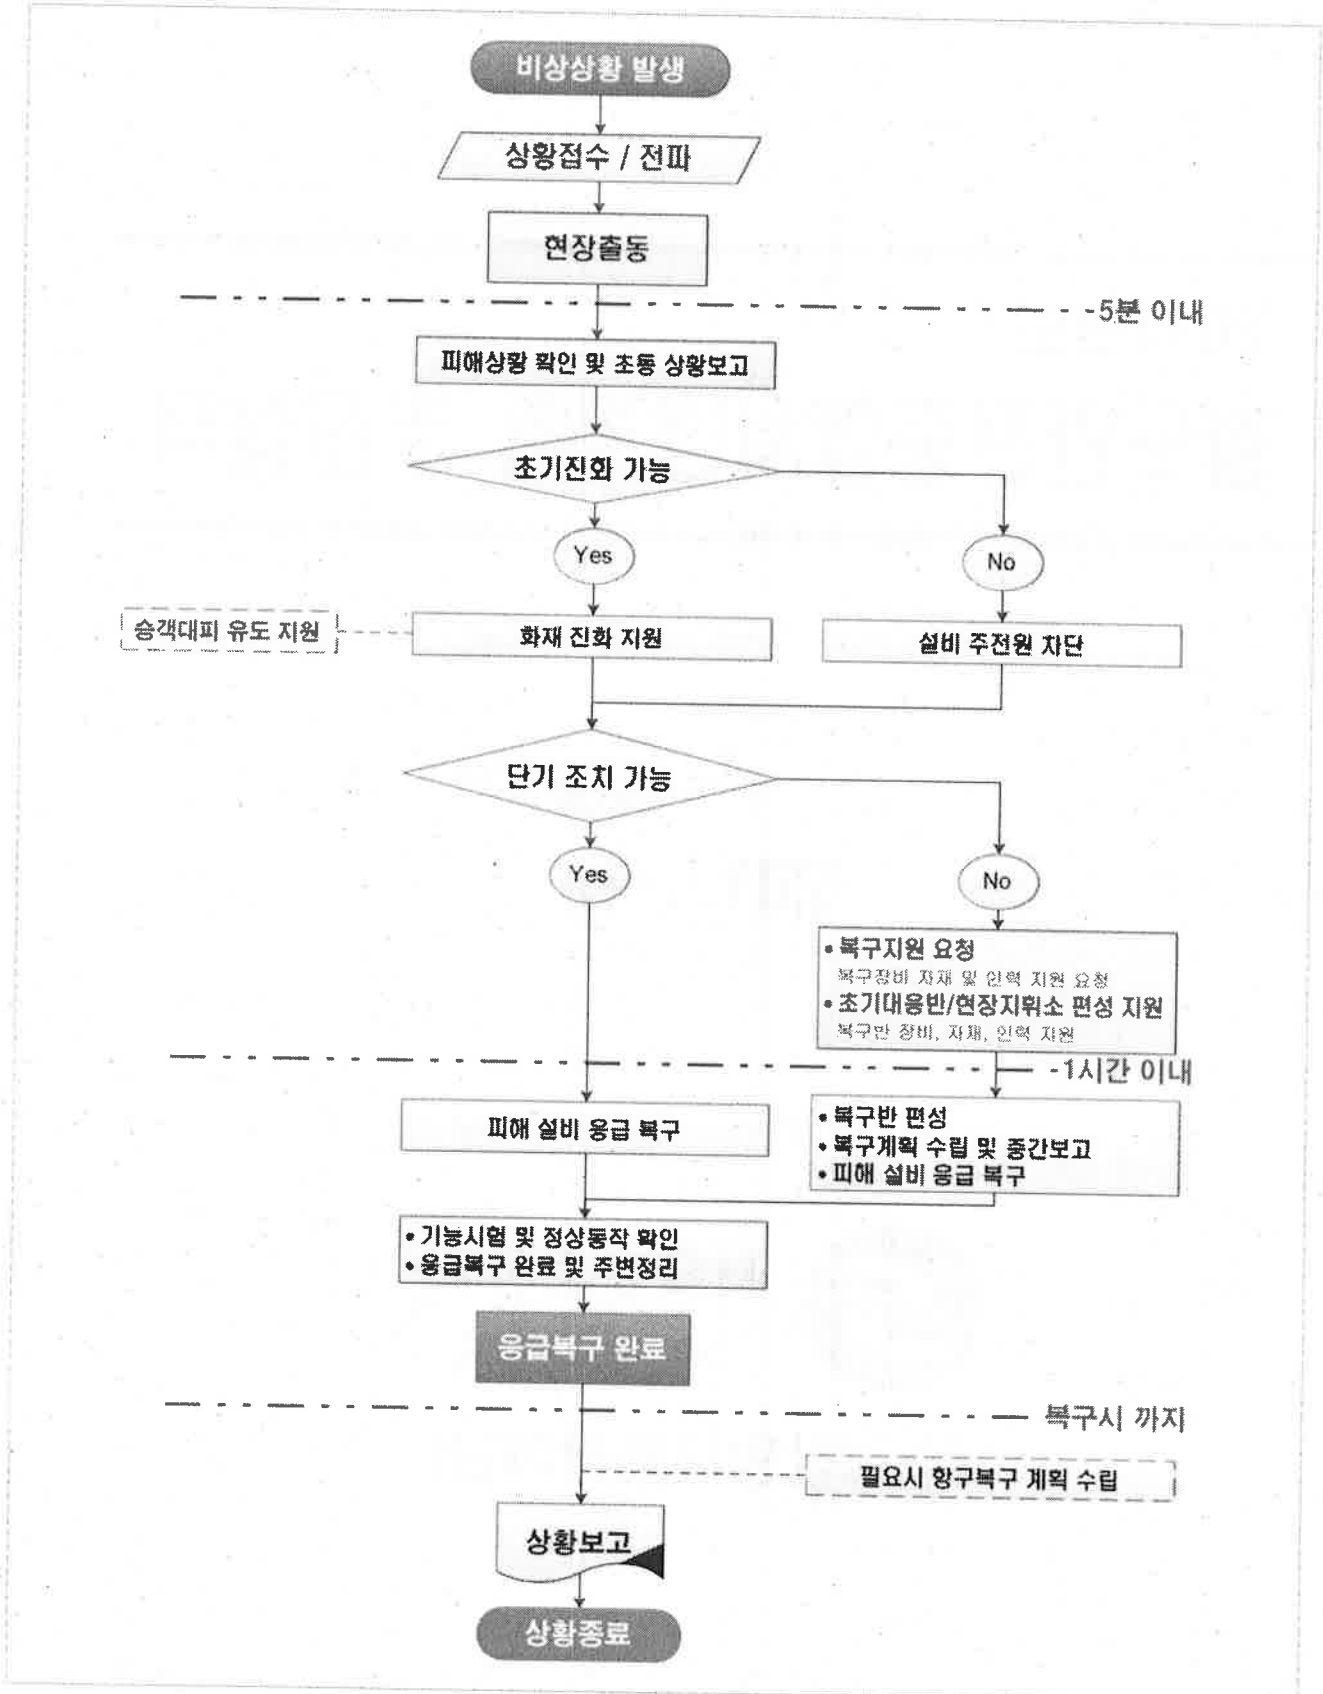 비상상황 발생
상황접수 / 전파
현장출동
5분 이내
피해상황 확인 및 초동 상황보고
초기진화 가능
Yes
No
승객대피 유도 지원
화재 진화 지원
설비 주전원 차단
단기 조치 가능
Yes
No
• 복구지원 요청
복구장비 자재 및 인력 지원 요청
• 초기대응반/현장지휘소 편성 지원
복구반 장비, 자재, 인력 지원
1시간 이내
피해 설비 응급 복구
• 복구반 편성
• 복구계획 수립 및 중간보고
• 피해 설비 응급 복구
• 기능시험 및 정상동작 확인
• 응급복구 완료 및 주변정리
응급복구 완료
복구시 까지
필요시 항구복구 계획 수립
상황보고
상황종료